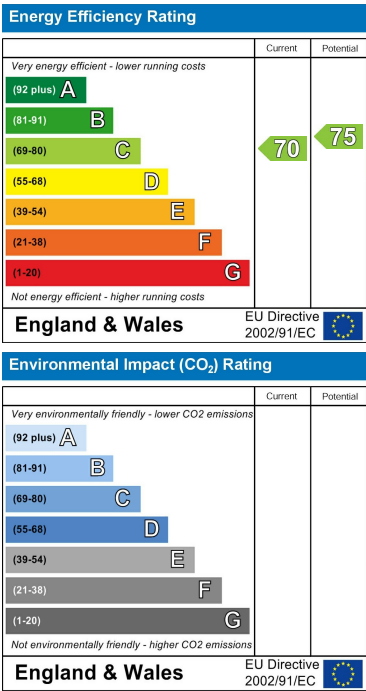 Energy Efficiency Rating
Current Potential
Very energy efficient - lower running costs
(92 plus) A
(81-91) B
(69-80) C
(55-68) D
(39-54) E
(21-38) F
(1-20) G
70
75
Not energy efficient - higher running costs
England & Wales
EU Directive
2002/91/EC
Environmental Impact (CO₂) Rating
Current Potential
Very environmentally friendly - lower CO2 emissions
(92 plus) A
(81-91) B
(69-80) C
(55-68) D
(39-54) E
(21-38) F
(1-20) G
Not environmentally friendly - higher CO2 emissions
England & Wales
EU Directive
2002/91/EC